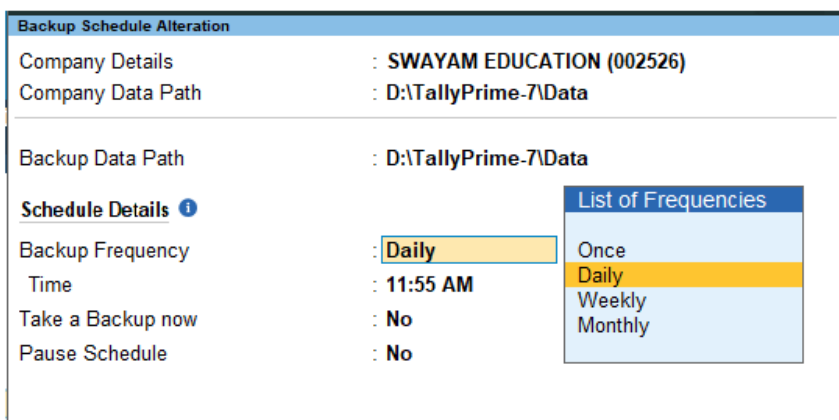 Backup Schedule Alteration
Company Details : SWAYAM EDUCATION (002526)
Company Data Path : D:\TallyPrime-7\Data
Backup Data Path : D:\TallyPrime-7\Data
Schedule Details
Backup Frequency : Daily
Time : 11:55 AM
Take a Backup now : No
Pause Schedule : No
List of Frequencies
Once
Daily
Weekly
Monthly